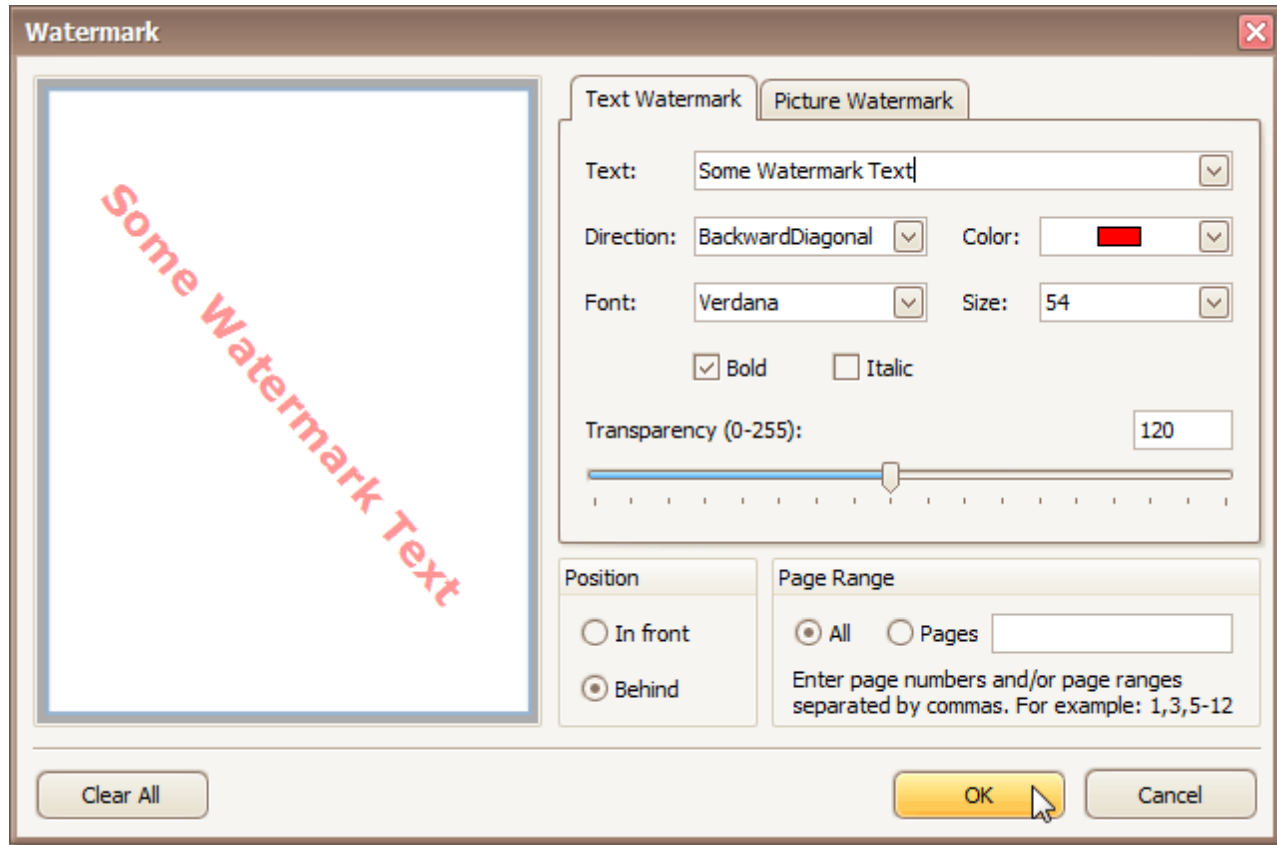 Watermark
Some Watermark Text
Text Watermark Picture Watermark
Text: Some Watermark Text
Direction: BackwardDiagonal Color:
Font: Verdana Size: 54
Bold Italic
Transparency (0-255): 120
Position
In front
Behind
Page Range
All Pages
Enter page numbers and/or page ranges
separated by commas. For example: 1,3,5-12
Clear All OK Cancel